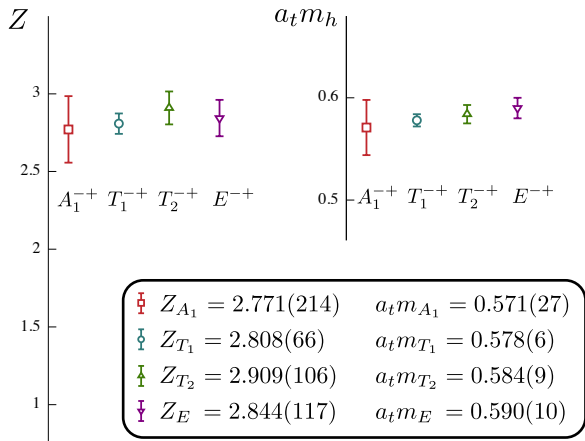 Z
a_t m_h
3
2.5
2
1.5
1
A_1^{-+} T_1^{-+} T_2^{-+} E^{-+}
0.6
0.5
A_1^{-+} T_1^{-+} T_2^{-+} E^{-+}
Z_{A_1} = 2.771(214) a_t m_{A_1} = 0.571(27)
Z_{T_1} = 2.808(66) a_t m_{T_1} = 0.578(6)
Z_{T_2} = 2.909(106) a_t m_{T_2} = 0.584(9)
Z_E = 2.844(117) a_t m_E = 0.590(10)